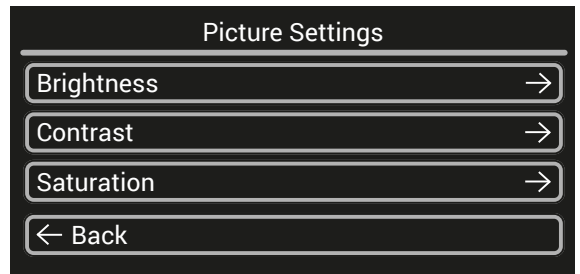 Picture Settings
Brightness
Contrast
Saturation
Back